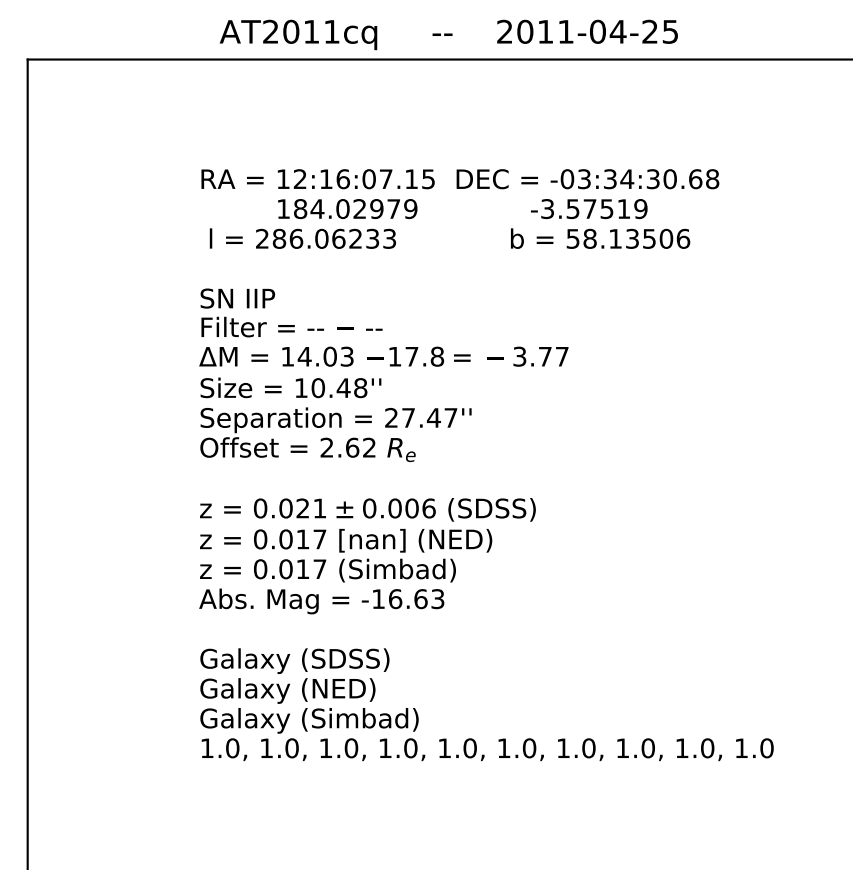 AT2011cq -- 2011-04-25
RA = 12:16:07.15 DEC = -03:34:30.68
184.02979 -3.57519
l = 286.06233 b = 58.13506
SN IIP
Filter = -- − --
ΔM = 14.03 −17.8 = − 3.77
Size = 10.48''
Separation = 27.47''
Offset = 2.62 Rₑ
z = 0.021 ± 0.006 (SDSS)
z = 0.017 [nan] (NED)
z = 0.017 (Simbad)
Abs. Mag = -16.63
Galaxy (SDSS)
Galaxy (NED)
Galaxy (Simbad)
1.0, 1.0, 1.0, 1.0, 1.0, 1.0, 1.0, 1.0, 1.0, 1.0